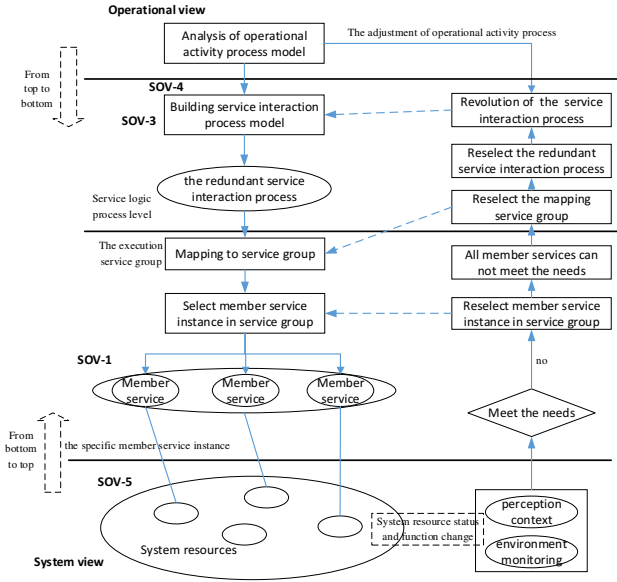 Operational view
Analysis of operational
activity process model
The adjustment of operational activity process
From
top to
bottom
SOV-4
SOV-3
Building service interaction
process model
Revolution of the service
interaction process
Reselect the redundant
service interaction process
the redundant service
interaction process
Service logic
process level
Reselect the mapping
service group
The execution
service group
Mapping to service group
All member services can
not meet the needs
Select member service
instance in service group
Reselect member service
instance in service group
SOV-1
no
Member
service
Member
service
Member
service
Meet the needs
From
bottom
to top
the specific member service instance
SOV-5
perception
context
System resource status
and function change
environment
monitoring
System resources
System view